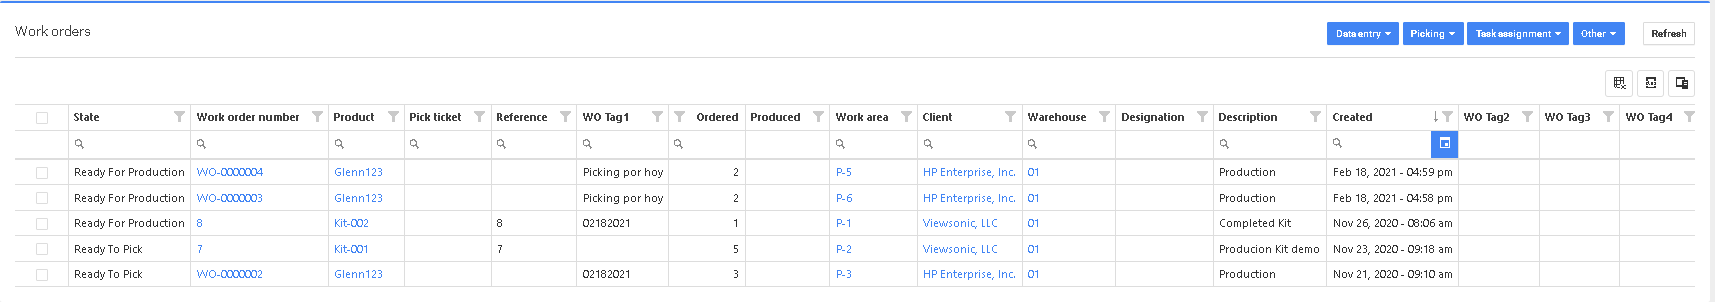 Work orders
Data entry Picking Task assignment Other Refresh
State Work order number Product Pick ticket Reference WO Tag1 Ordered Produced Work area Client Warehouse Designation Description Created WO Tag2 WO Tag3 WO Tag4
Ready For Production WO-0000004 Glenn123 Picking por hoy 2 P-5 HP Enterprise, Inc. 01 Production Feb 18, 2021 - 04:59 pm
Ready For Production WO-0000003 Glenn123 Picking por hoy 2 P-6 HP Enterprise, Inc. 01 Production Feb 18, 2021 - 04:58 pm
Ready For Production 8 Kit-002 8 02182021 1 P-1 Viewsonic, LLC 01 Completed Kit Nov 26, 2020 - 08:06 am
Ready To Pick 7 Kit-001 7 5 P-2 Viewsonic, LLC 01 Producion Kit demo Nov 23, 2020 - 09:18 am
Ready To Pick WO-0000002 Glenn123 02182021 3 P-3 HP Enterprise, Inc. 01 Production Nov 21, 2020 - 09:10 am